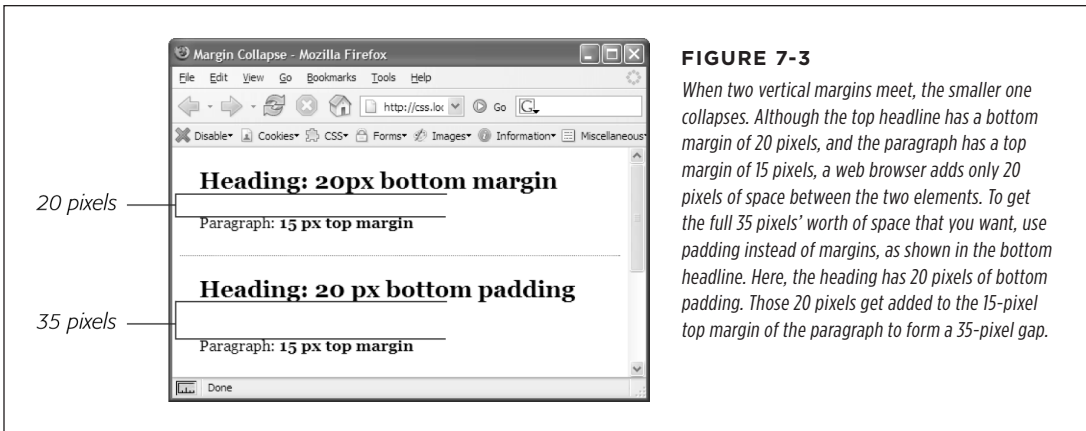 Margin Collapse - Mozilla Firefox
File Edit View Go Bookmarks Tools Help
http://css.loc Go G
Disable Cookies CSS Forms Images Information Miscellaneous
Heading: 20px bottom margin
20 pixels
Paragraph: 15 px top margin
Heading: 20 px bottom padding
35 pixels
Paragraph: 15 px top margin
Done
FIGURE 7-3
When two vertical margins meet, the smaller one
collapses. Although the top headline has a bottom
margin of 20 pixels, and the paragraph has a top
margin of 15 pixels, a web browser adds only 20
pixels of space between the two elements. To get
the full 35 pixels’ worth of space that you want, use
padding instead of margins, as shown in the bottom
headline. Here, the heading has 20 pixels of bottom
padding. Those 20 pixels get added to the 15-pixel
top margin of the paragraph to form a 35-pixel gap.